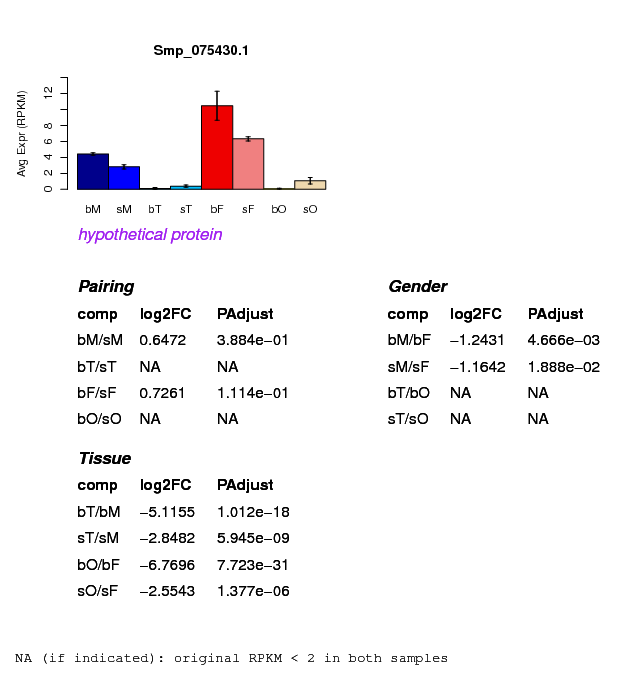 Smp_075430.1
Avg Expr (RPKM)
0 2 4 6 8 12
bM sM bT sT bF sF bO sO
hypothetical protein
Pairing
comp log2FC PAdjust
bM/sM 0.6472 3.884e−01
bT/sT NA NA
bF/sF 0.7261 1.114e−01
bO/sO NA NA
Gender
comp log2FC PAdjust
bM/bF −1.2431 4.666e−03
sM/sF −1.1642 1.888e−02
bT/bO NA NA
sT/sO NA NA
Tissue
comp log2FC PAdjust
bT/bM −5.1155 1.012e−18
sT/sM −2.8482 5.945e−09
bO/bF −6.7696 7.723e−31
sO/sF −2.5543 1.377e−06
NA (if indicated): original RPKM < 2 in both samples